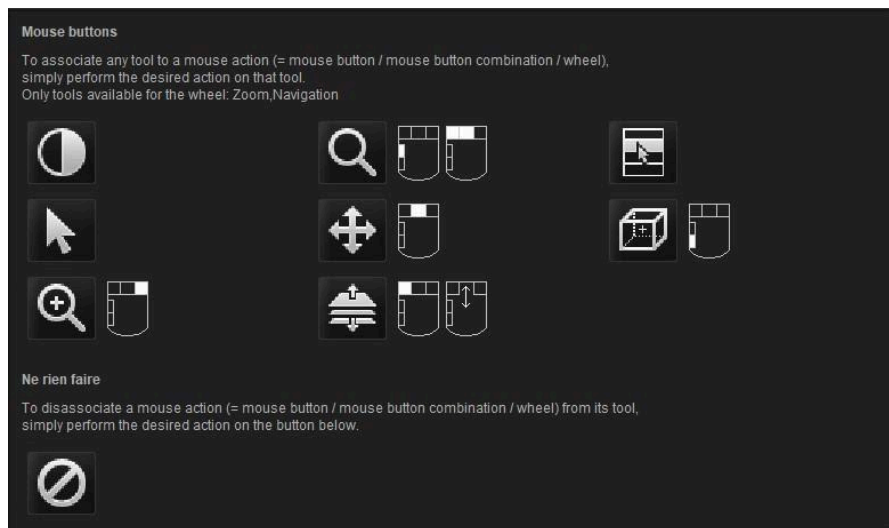 Mouse buttons
To associate any tool to a mouse action (= mouse button / mouse button combination / wheel),
simply perform the desired action on that tool.
Only tools available for the wheel: Zoom,Navigation
Ne rien faire
To disassociate a mouse action (= mouse button / mouse button combination / wheel) from its tool,
simply perform the desired action on the button below.